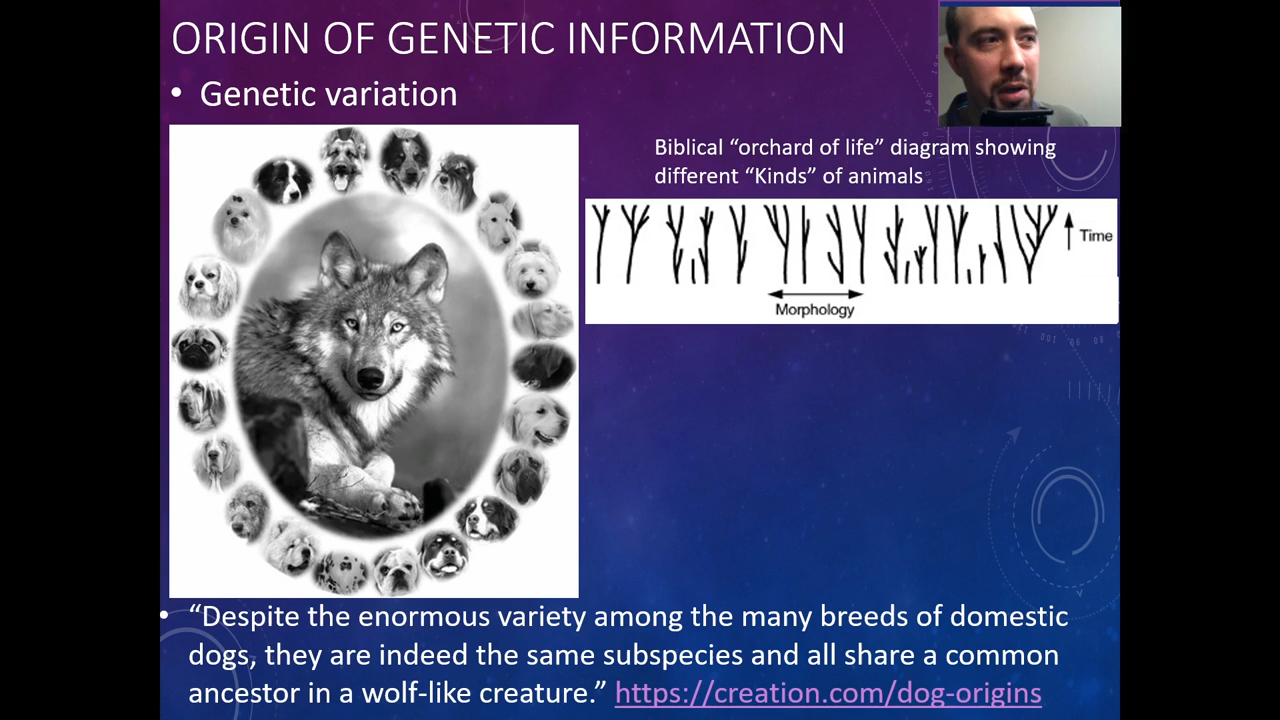 ORIGIN OF GENETIC INFORMATION
• Genetic variation
Biblical “orchard of life” diagram showing
different “Kinds” of animals
Time
Morphology
• “Despite the enormous variety among the many breeds of domestic
dogs, they are indeed the same subspecies and all share a common
ancestor in a wolf-like creature.” https://creation.com/dog-origins